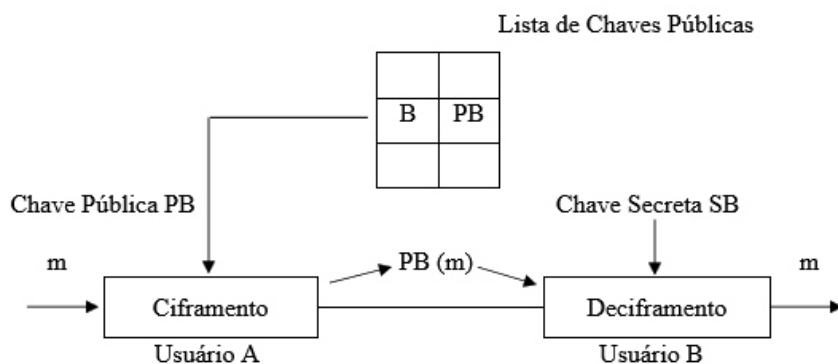 Lista de Chaves Públicas
B PB
Chave Pública PB
Chave Secreta SB
m
PB (m)
m
Ciframento
Deciframento
Usuário A
Usuário B